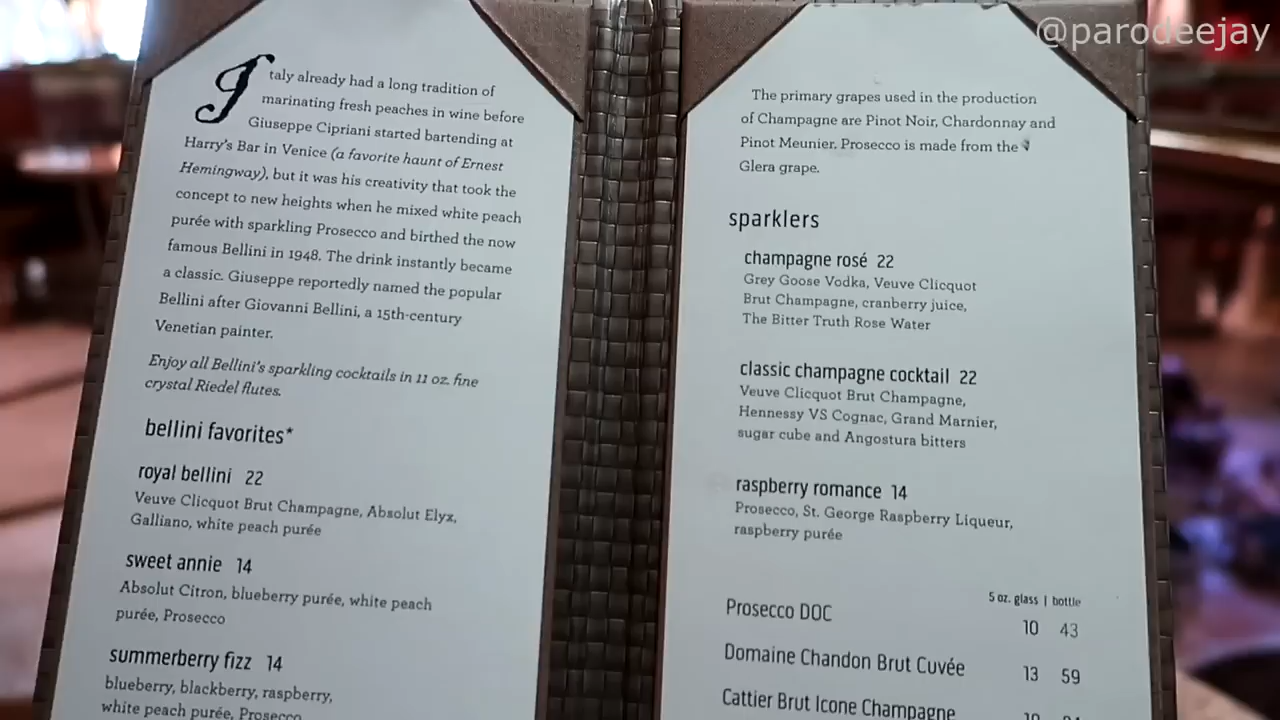 @parodeejay
Italy already had a long tradition of
marinating fresh peaches in wine before
Giuseppe Cipriani started bartending at
Harry's Bar in Venice (a favorite haunt of Ernest
Hemingway), but it was his creativity that took the
concept to new heights when he mixed white peach
purée with sparkling Prosecco and birthed the now
famous Bellini in 1948. The drink instantly became
a classic. Giuseppe reportedly named the popular
Bellini after Giovanni Bellini, a 15th-century
Venetian painter.
Enjoy all Bellini's sparkling cocktails in 11 oz. fine
crystal Riedel flutes.
bellini favorites*
royal bellini 22
Veuve Clicquot Brut Champagne, Absolut Elyx,
Galliano, white peach purée
sweet annie 14
Absolut Citron, blueberry purée, white peach
purée, Prosecco
summerberry fizz 14
blueberry, blackberry, raspberry,
white peach purée, Prosecco
The primary grapes used in the production
of Champagne are Pinot Noir, Chardonnay and
Pinot Meunier. Prosecco is made from the
Glera grape.
sparklers
champagne rosé 22
Grey Goose Vodka, Veuve Clicquot
Brut Champagne, cranberry juice,
The Bitter Truth Rose Water
classic champagne cocktail 22
Veuve Clicquot Brut Champagne,
Hennessy VS Cognac, Grand Marnier,
sugar cube and Angostura bitters
raspberry romance 14
Prosecco, St. George Raspberry Liqueur,
raspberry purée
5 oz. glass | bottle
Prosecco DOC 10 43
Domaine Chandon Brut Cuvée 13 59
Cattier Brut Icone Champagne